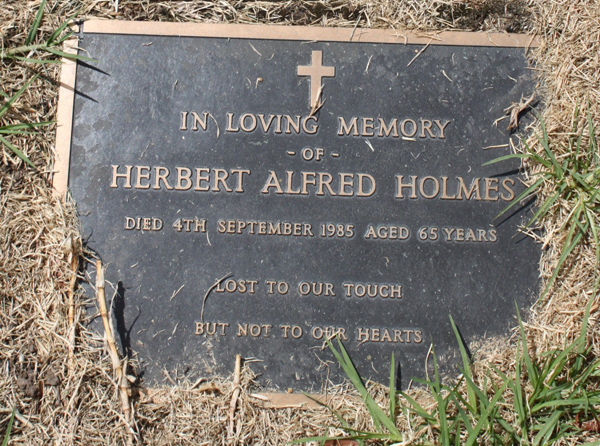 IN LOVING MEMORY
- OF -
HERBERT ALFRED HOLMES
DIED 4TH SEPTEMBER 1985 AGED 65 YEARS
LOST TO OUR TOUCH
BUT NOT TO OUR HEARTS